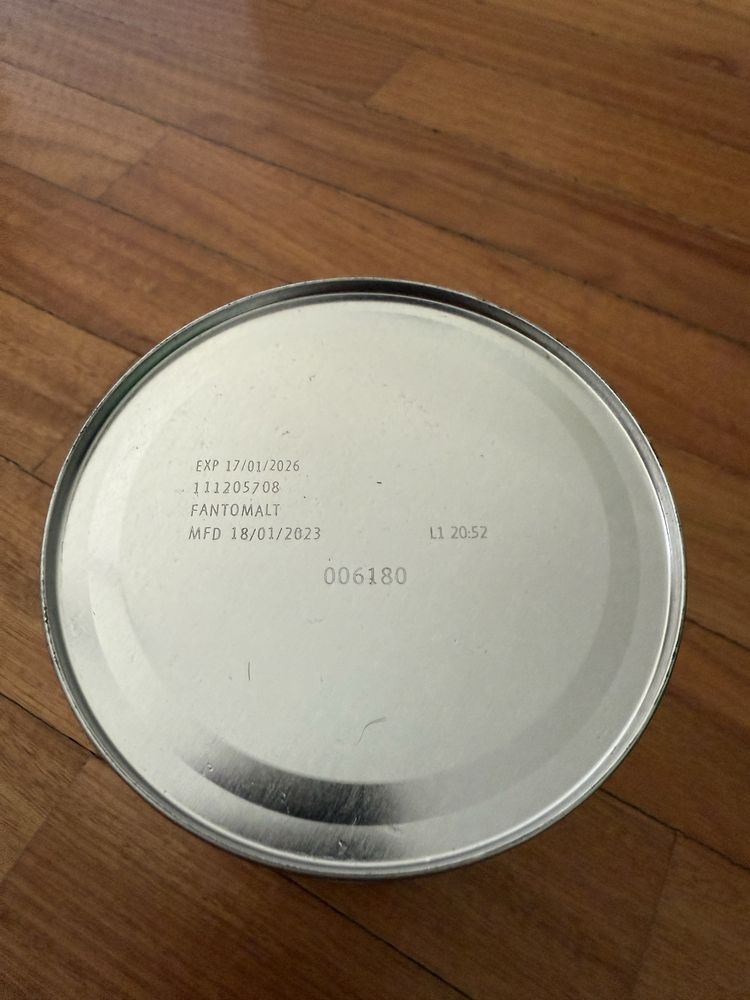 EXP 17/01/2026
111205708
FANTOMALT
MFD 18/01/2023 L1 20:52
006180